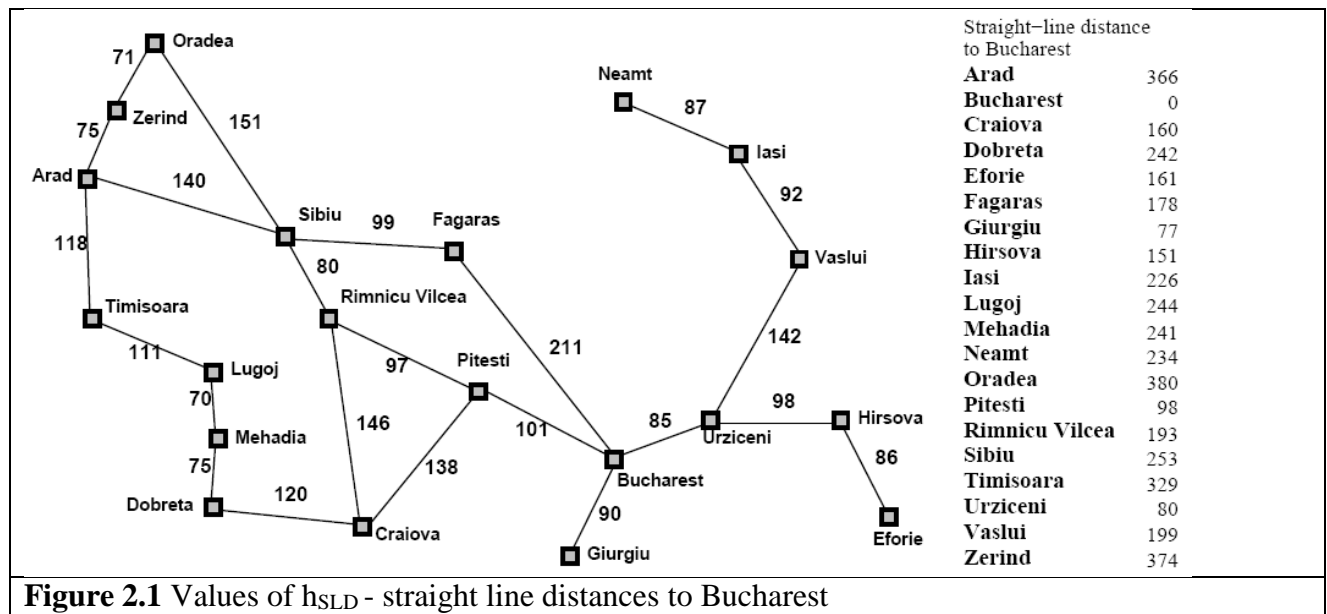 Oradea
71
Neamt
Zerind
87
151
75
Iasi
Arad
140
92
Sibiu
99
Fagaras
118
Vaslui
80
Rimnicu Vilcea
Timisoara
142
111
Pitesti
211
Lugoj
97
70
98
Hirsova
85
146
101
Urziceni
Mehadia
86
138
75
Bucharest
120
Dobreta
90
Craiova
Eforie
Giurgiu
Straight−line distance
to Bucharest
Arad 366
Bucharest 0
Craiova 160
Dobreta 242
Eforie 161
Fagaras 178
Giurgiu 77
Hirsova 151
Iasi 226
Lugoj 244
Mehadia 241
Neamt 234
Oradea 380
Pitesti 98
Rimnicu Vilcea 193
Sibiu 253
Timisoara 329
Urziceni 80
Vaslui 199
Zerind 374
Figure 2.1 Values of hSLD - straight line distances to Bucharest